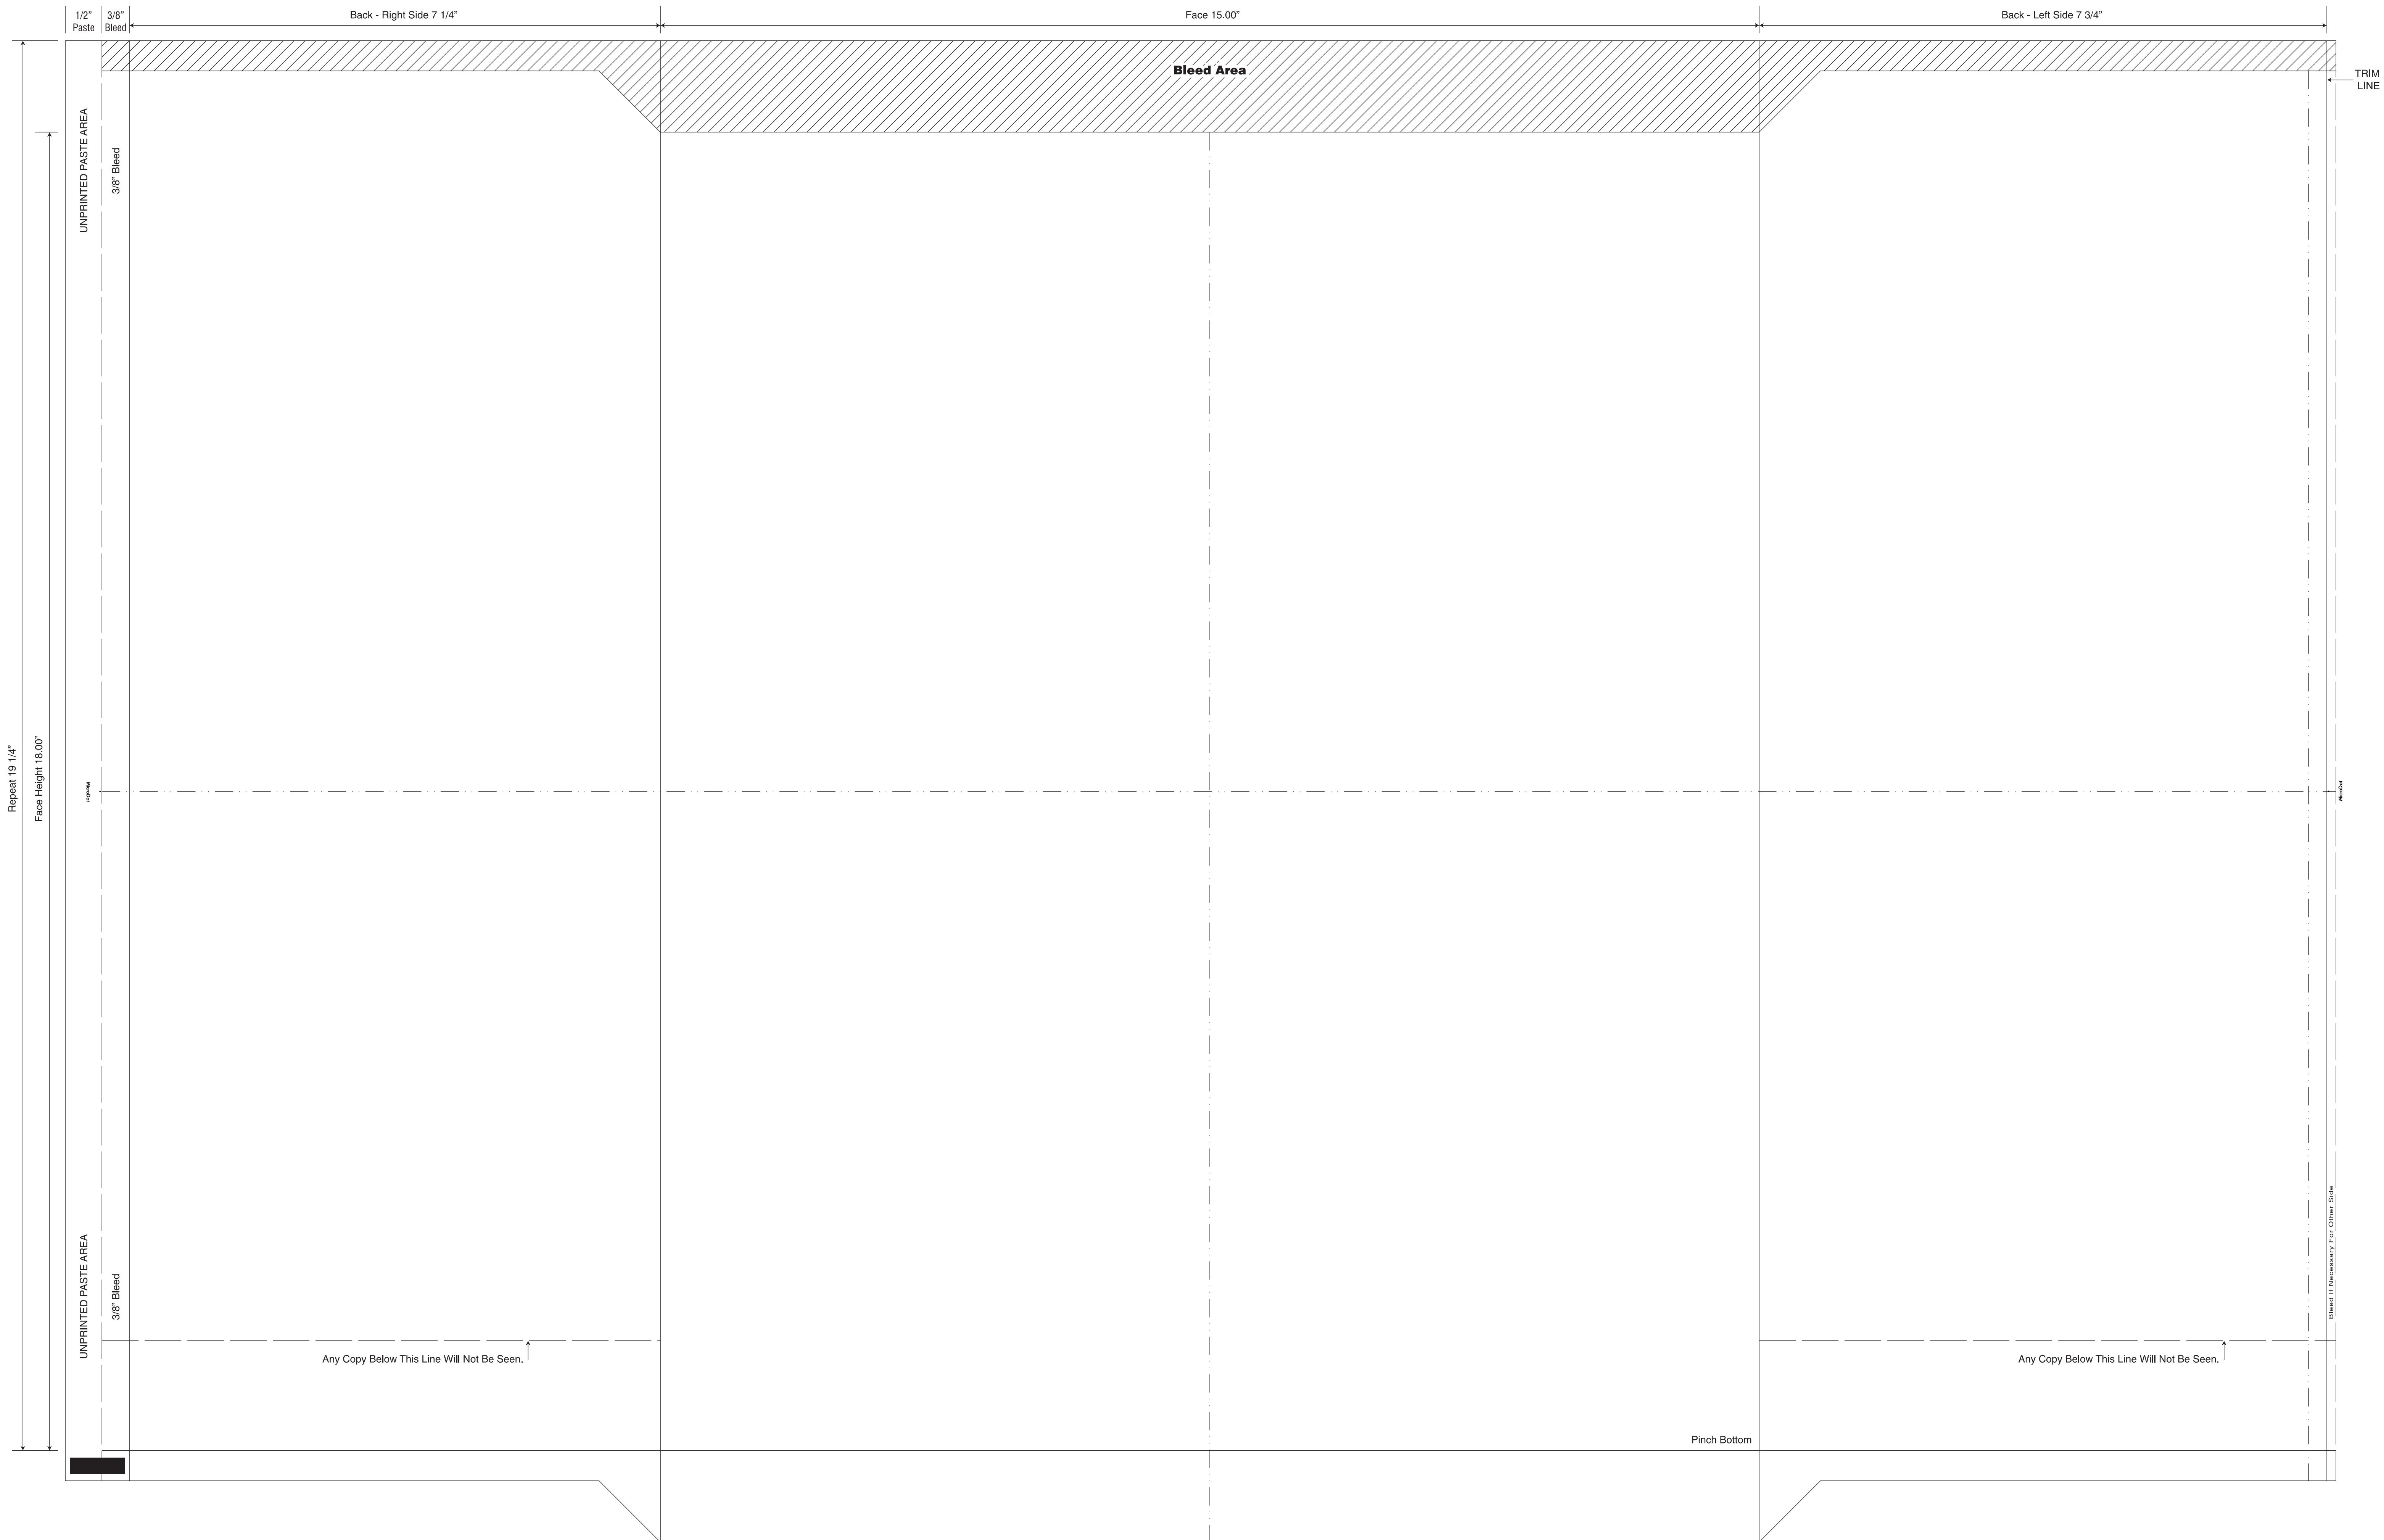 1/2” 3/8” Back - Right Side 7 1/4” Face 15.00” Back - Left Side 7 3/4”
Paste Bleed
Bleed Area
TRIM
LINE
UNPRINTED PASTE AREA
3/8” Bleed
Repeat 19 1/4”
Face Height 18.00”
MicroDot
MicroDot
UNPRINTED PASTE AREA
3/8” Bleed
Bleed If Necessary For Other Side
Any Copy Below This Line Will Not Be Seen.
Any Copy Below This Line Will Not Be Seen.
Pinch Bottom